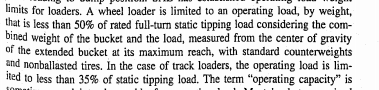 limits for loaders. A wheel loader is limited to an operating load, by weight,
that is less than 50% of rated full-turn static tipping load considering the com-
bined weight of the bucket and the load, measured from the center of gravity
of the extended bucket at its maximum reach, with standard counterweights
and nonballasted tires. In the case of track loaders, the operating load is lim-
ited to less than 35% of static tipping load. The term “operating capacity” is